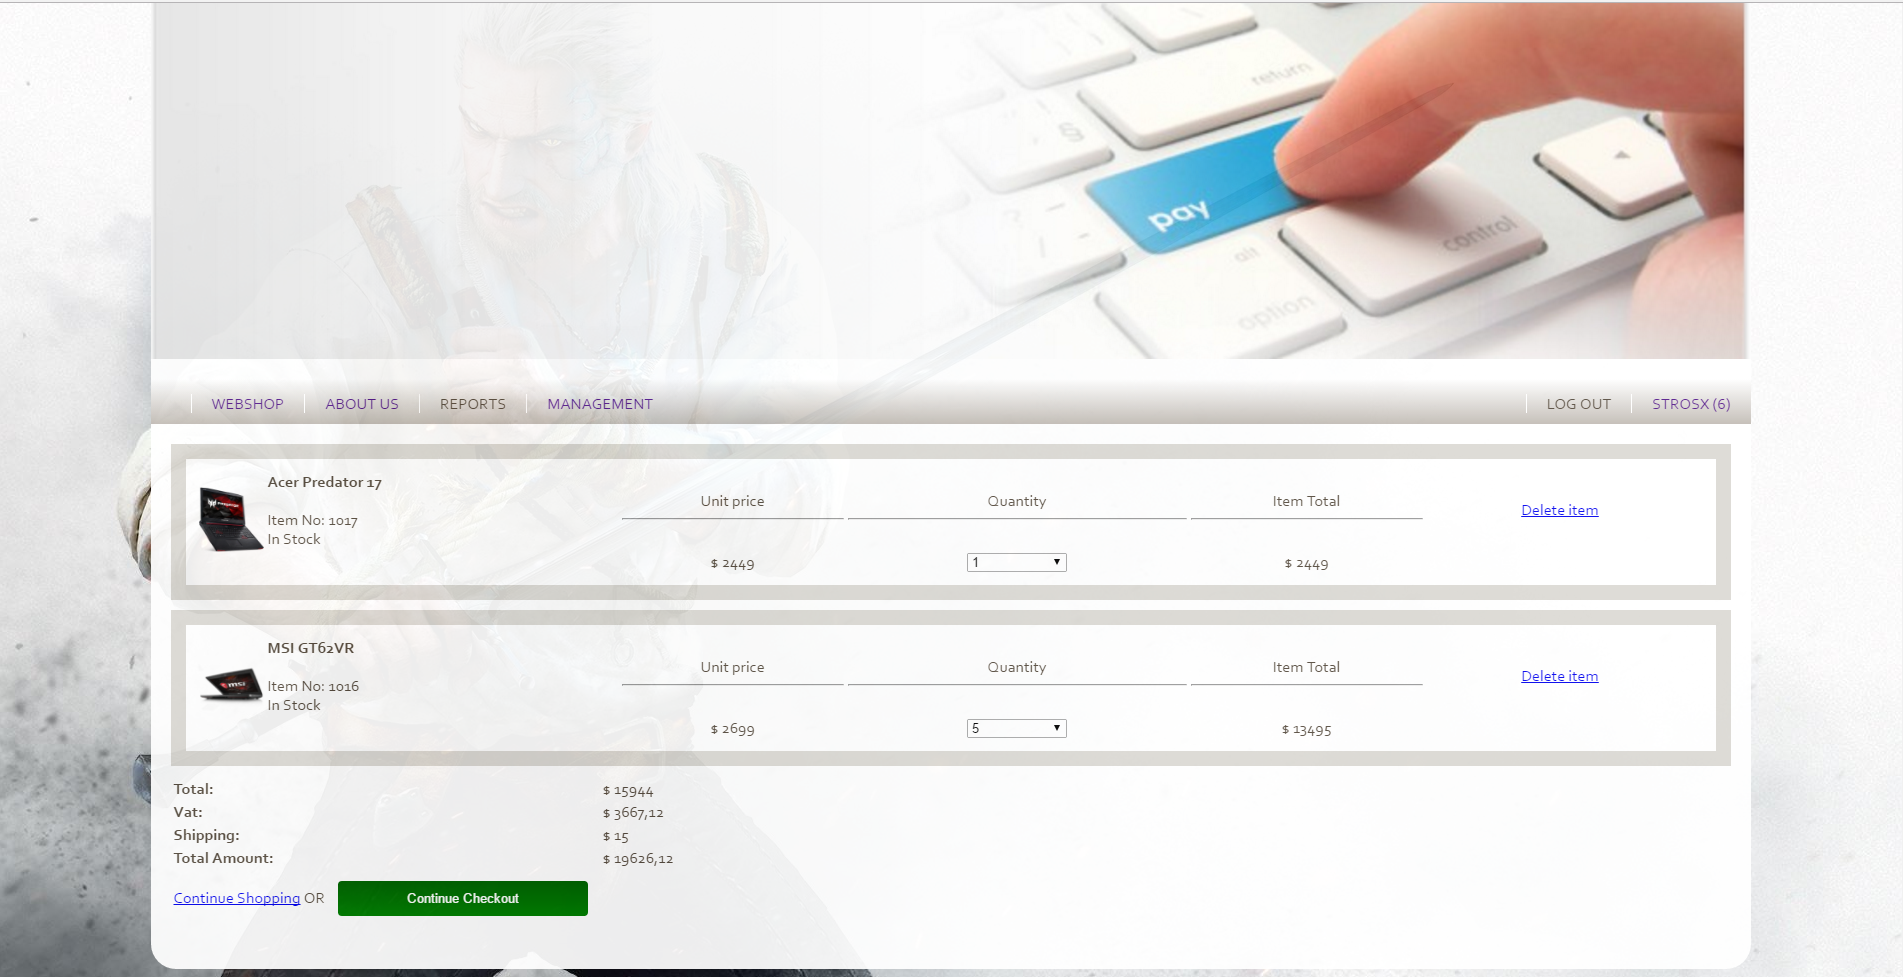 return
§
pay
control
alt
option
WEBSHOP ABOUT US REPORTS MANAGEMENT LOG OUT STROSX (6)
Acer Predator 17
Unit price Quantity Item Total
Delete item
Item No: 1017
In Stock
$ 2449 1 $ 2449
MSI GT62VR
Unit price Quantity Item Total
Delete item
msi
Item No: 1016
In Stock
$ 2699 5 $ 13495
Total: $ 15944
Vat: $ 3667,12
Shipping: $ 15
Total Amount: $ 19626,12
Continue Shopping OR Continue Checkout